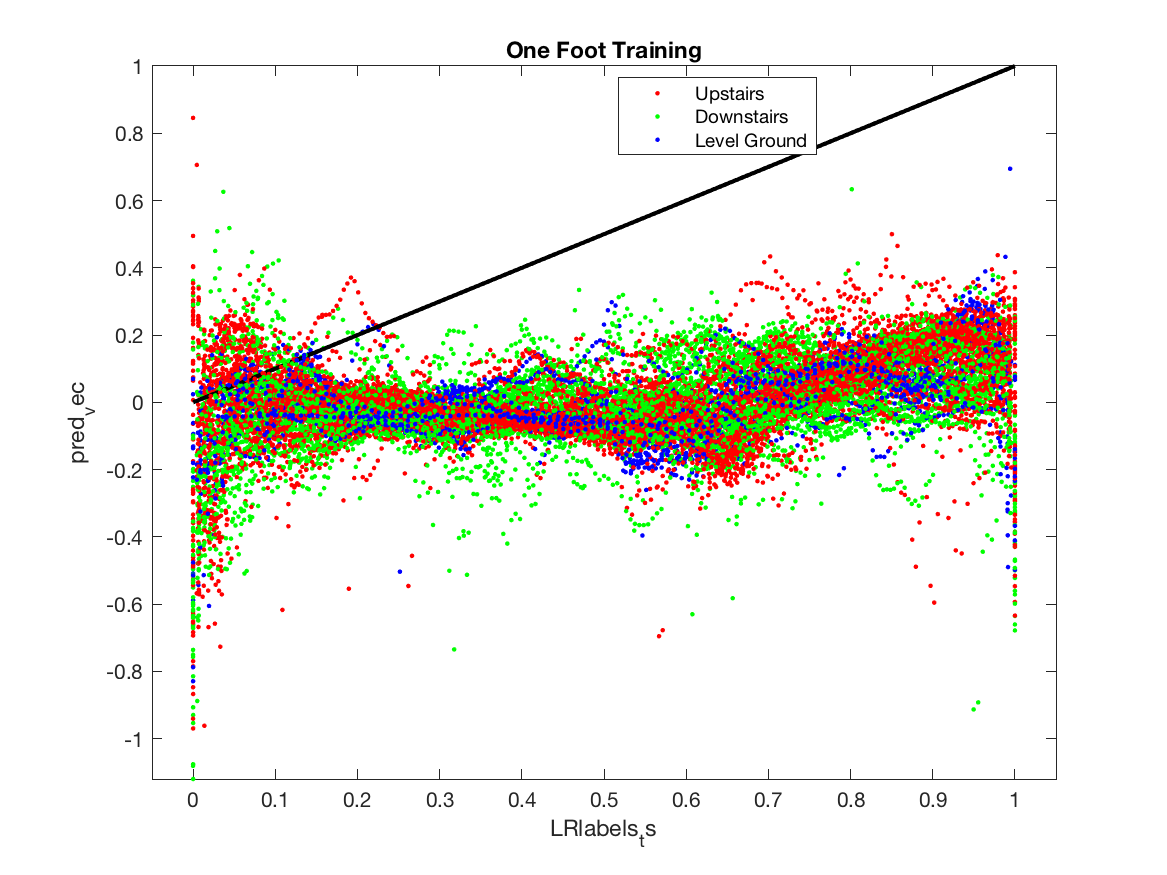 One Foot Training
Upstairs
Downstairs
Level Ground
1
0.8
0.6
0.4
0.2
0
-0.2
-0.4
-0.6
-0.8
-1
pred_vec
0 0.1 0.2 0.3 0.4 0.5 0.6 0.7 0.8 0.9 1
LRlabels_ts